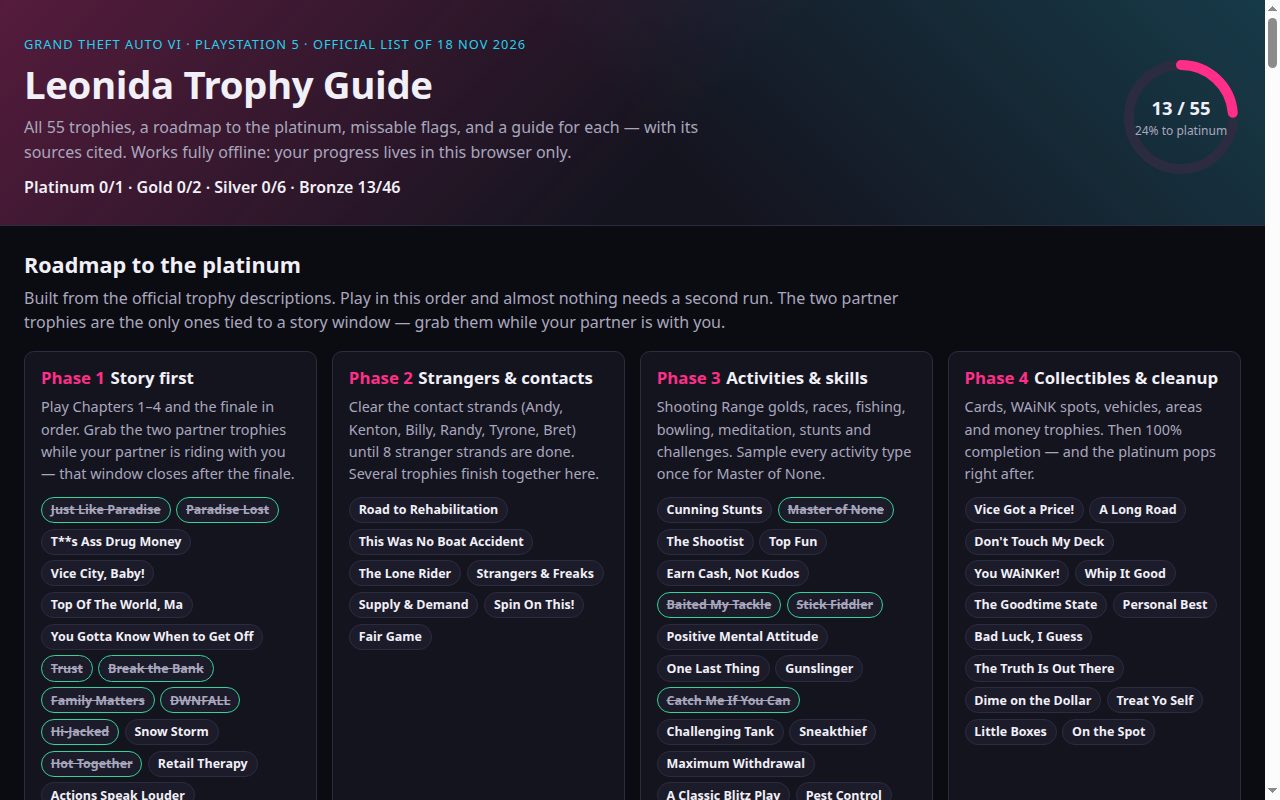 GRAND THEFT AUTO VI · PLAYSTATION 5 · OFFICIAL LIST OF 18 NOV 2026
Leonida Trophy Guide
All 55 trophies, a roadmap to the platinum, missable flags, and a guide for each — with its
sources cited. Works fully offline: your progress lives in this browser only.
Platinum 0/1 · Gold 0/2 · Silver 0/6 · Bronze 13/46
13 / 55
24% to platinum
Roadmap to the platinum
Built from the official trophy descriptions. Play in this order and almost nothing needs a second run. The two partner
trophies are the only ones tied to a story window — grab them while your partner is with you.
Phase 1 Story first
Play Chapters 1–4 and the finale in
order. Grab the two partner trophies
while your partner is riding with you
— that window closes after the finale.
Just Like Paradise
Paradise Lost
T**s Ass Drug Money
Vice City, Baby!
Top Of The World, Ma
You Gotta Know When to Get Off
Trust
Break the Bank
Family Matters
DWNFALL
Hi-Jacked
Snow Storm
Hot Together
Retail Therapy
Actions Speak Louder
Phase 2 Strangers & contacts
Clear the contact strands (Andy,
Kenton, Billy, Randy, Tyrone, Bret)
until 8 stranger strands are done.
Several trophies finish together here.
Road to Rehabilitation
This Was No Boat Accident
The Lone Rider
Strangers & Freaks
Supply & Demand
Spin On This!
Fair Game
Phase 3 Activities & skills
Shooting Range golds, races, fishing,
bowling, meditation, stunts and
challenges. Sample every activity type
once for Master of None.
Cunning Stunts
Master of None
The Shootist
Top Fun
Earn Cash, Not Kudos
Baited My Tackle
Stick Fiddler
Positive Mental Attitude
One Last Thing
Gunslinger
Catch Me If You Can
Challenging Tank
Sneakthief
Maximum Withdrawal
A Classic Blitz Play
Pest Control
Phase 4 Collectibles & cleanup
Cards, WAiNK spots, vehicles, areas
and money trophies. Then 100%
completion — and the platinum pops
right after.
Vice Got a Price!
A Long Road
Don't Touch My Deck
You WAiNKer!
Whip It Good
The Goodtime State
Personal Best
Bad Luck, I Guess
The Truth Is Out There
Dime on the Dollar
Treat Yo Self
Little Boxes
On the Spot